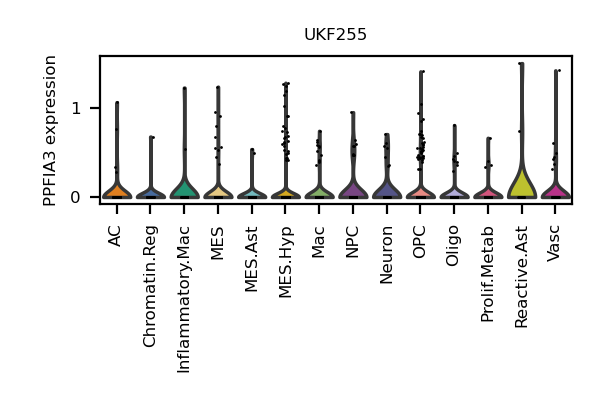 UKF255
PPFIA3 expression
1
0
AC
Chromatin.Reg
Inflammatory.Mac
MES
MES.Ast
MES.Hyp
Mac
NPC
Neuron
OPC
Oligo
Prolif.Metab
Reactive.Ast
Vasc